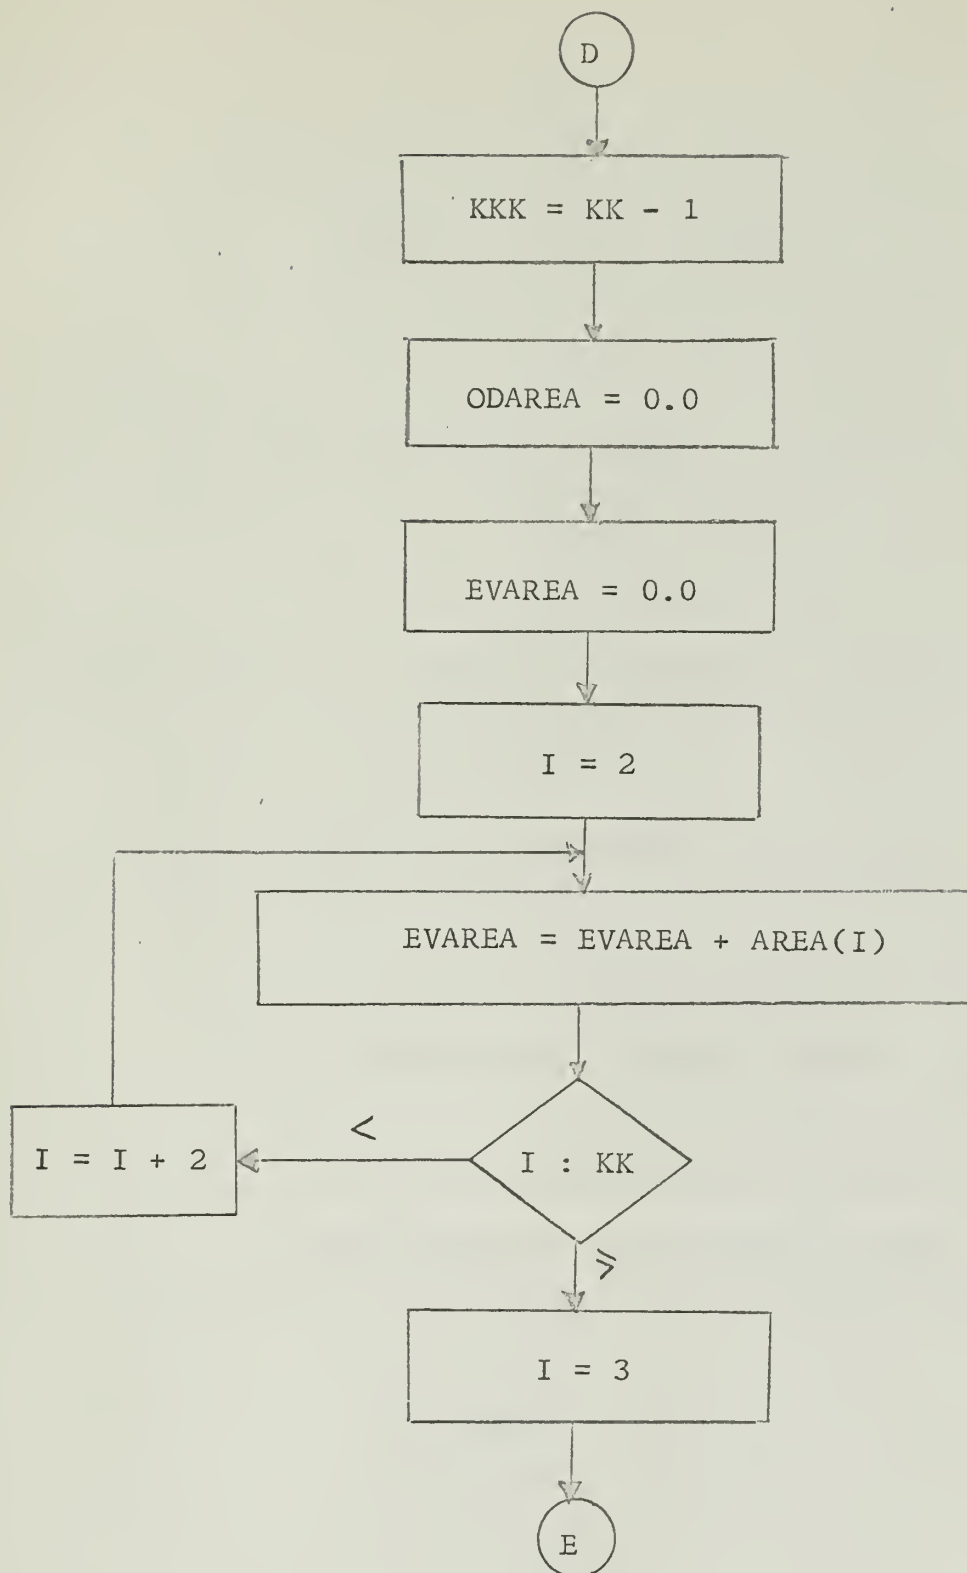 D
KKK = KK - 1
ODAREA = 0.0
EVAREA = 0.0
I = 2
EVAREA = EVAREA + AREA(I)
<
I = I + 2
I : KK
⩾
I = 3
E